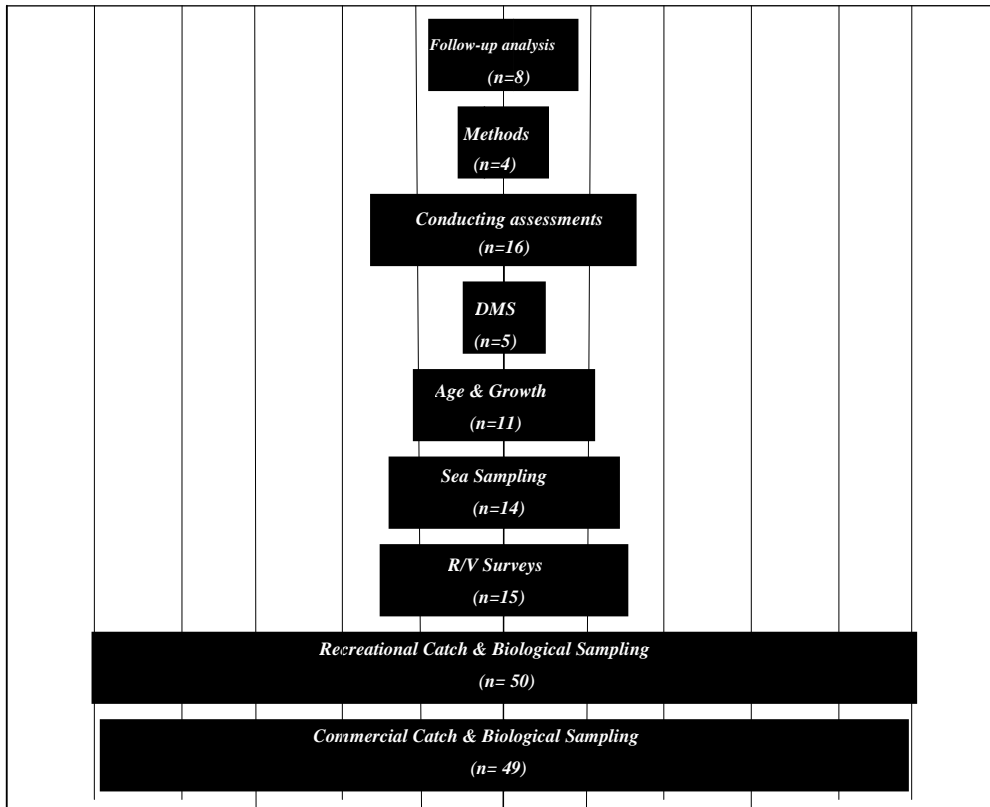 Follow-up analysis
(n=8)
Methods
(n=4)
Conducting assessments
(n=16)
DMS
(n=5)
Age & Growth
(n=11)
Sea Sampling
(n=14)
R/V Surveys
(n=15)
Recreational Catch & Biological Sampling
(n= 50)
Commercial Catch & Biological Sampling
(n= 49)